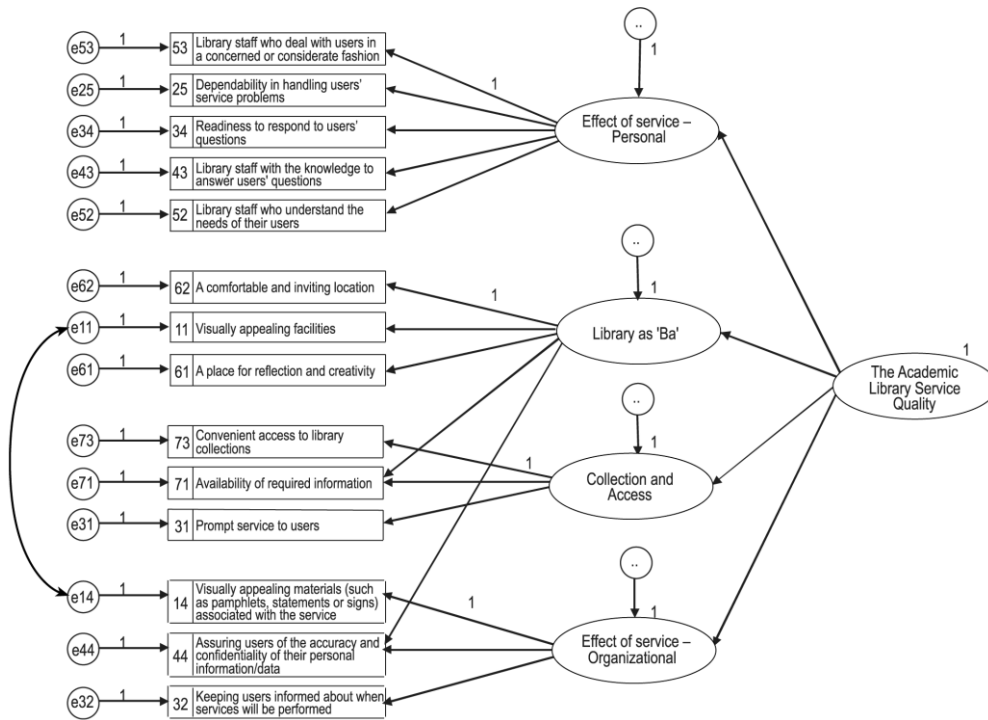 ..
1
e53
1
53
Library staff who deal with users in
a concerned or considerate fashion
1
1
e25
1
25
Dependability in handling users'
service problems
Effect of service –
Personal
e34
1
34
Readiness to respond to users'
questions
e43
1
43
Library staff with the knowledge to
answer users' questions
e52
1
52
Library staff who understand the
needs of their users
..
1
e62
1
62
A comfortable and inviting location
1
e11
1
11
Visually appealing facilities
Library as 'Ba'
e61
1
61
A place for reflection and creativity
1
The Academic
Library Service
Quality
..
1
e73
1
73
Convenient access to library
collections
1
e71
1
71
Availability of required information
Collection and
Access
e31
1
31
Prompt service to users
..
1
e14
1
14
Visually appealing materials (such
as pamphlets, statements or signs)
associated with the service
1
e44
1
44
Assuring users of the accuracy and
confidentiality of their personal
information/data
Effect of service –
Organizational
e32
1
32
Keeping users informed about when
services will be performed